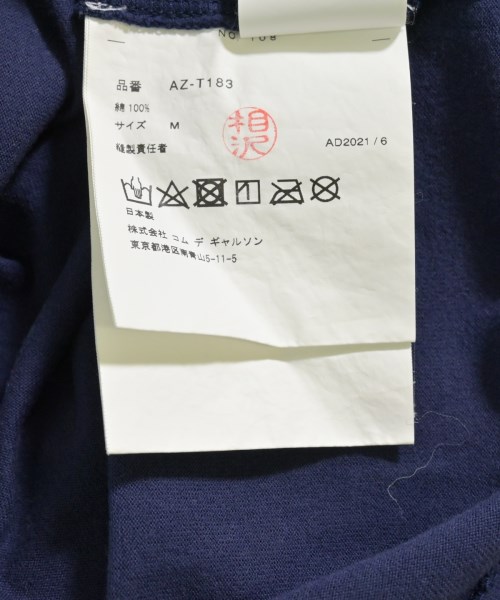 NO 108
品番 AZ-T183
綿 100%
サイズ M
縫製責任者
相沢
AD2021 / 6
日本製
株式会社 コム デ ギャルソン
東京都港区南青山5-11-5